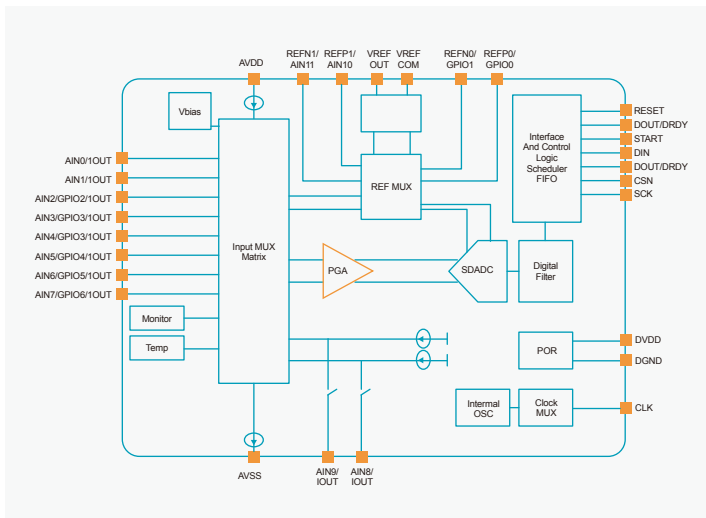 AVDD
REFN1/
AIN11
REFP1/
AIN10
VREF
OUT
VREF
COM
REFN0/
GPIO1
REFP0/
GPIO0
Vbias
Interface
And Control
Logic
Scheduler
FIFO
RESET
DOUT/DRDY
START
DIN
DOUT/DRDY
CSN
SCK
AIN0/1OUT
AIN1/1OUT
AIN2/GPIO2/1OUT
AIN3/GPIO3/1OUT
AIN4/GPIO3/1OUT
AIN5/GPIO4/1OUT
AIN6/GPIO5/1OUT
AIN7/GPIO6/1OUT
REF MUX
Input MUX
Matrix
PGA
SDADC
Digital
Filter
Monitor
Temp
POR
DVDD
DGND
Intermal
OSC
Clock
MUX
CLK
AVSS
AIN9/
IOUT
AIN8/
IOUT